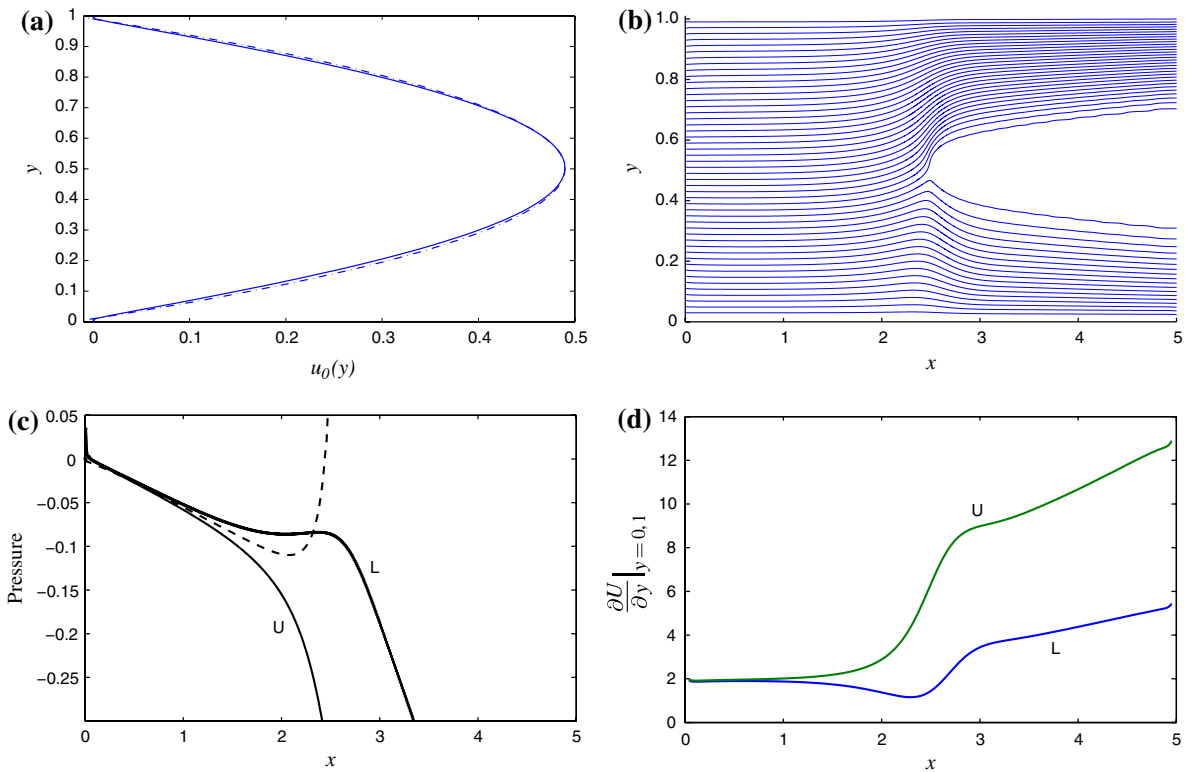 (a)
1
0.9
0.8
0.7
0.6
0.5
0.4
0.3
0.2
0.1
0
y
0 0.1 0.2 0.3 0.4 0.5
u₀(y)
(b)
1.0
0.8
0.6
0.4
0.2
0
y
0 1 2 3 4 5
x
(c)
0.05
0
−0.05
−0.1
−0.15
−0.2
−0.25
Pressure
L
U
0 1 2 3 4 5
x
(d)
14
12
10
8
6
4
2
0
∂U/∂y|y=0,1
U
L
0 1 2 3 4 5
x